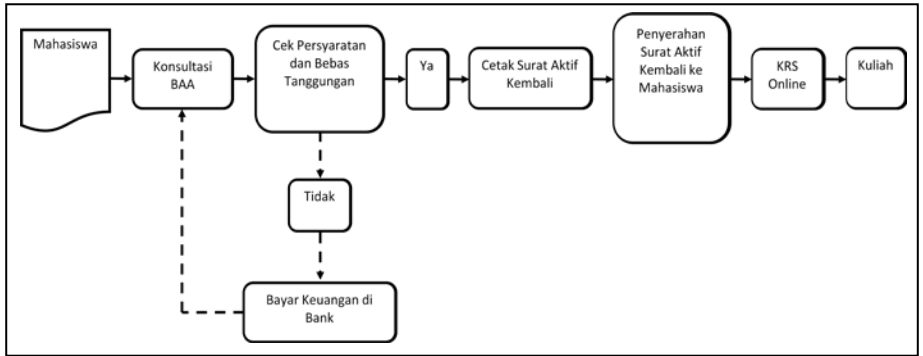 Mahasiswa
Konsultasi
BAA
Cek Persyaratan
dan Bebas
Tanggungan
Ya
Cetak Surat Aktif
Kembali
Penyerahan
Surat Aktif
Kembali ke
Mahasiswa
KRS
Online
Kuliah
Tidak
Bayar Keuangan di
Bank